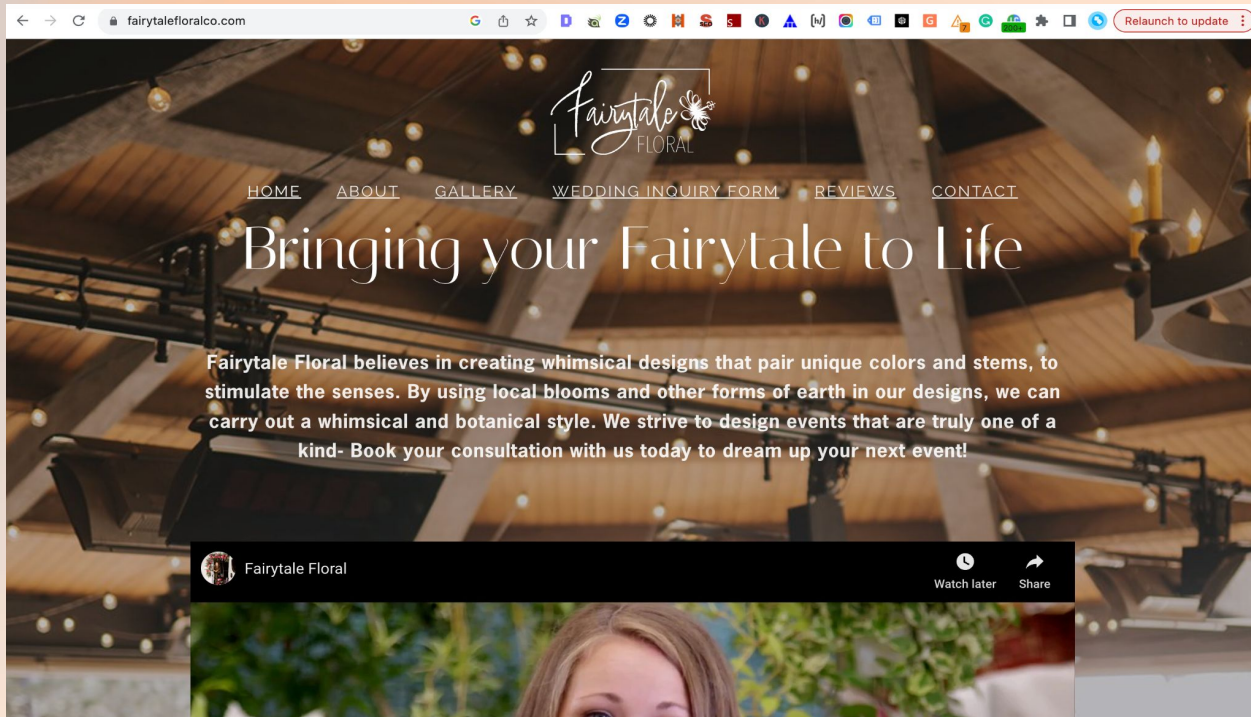 fairytalefloralco.com
Relaunch to update
Fairytale
FLORAL
HOME ABOUT GALLERY WEDDING INQUIRY FORM REVIEWS CONTACT
Bringing your Fairytale to Life
Fairytale Floral believes in creating whimsical designs that pair unique colors and stems, to
stimulate the senses. By using local blooms and other forms of earth in our designs, we can
carry out a whimsical and botanical style. We strive to design events that are truly one of a
kind- Book your consultation with us today to dream up your next event!
Fairytale Floral
Watch later Share